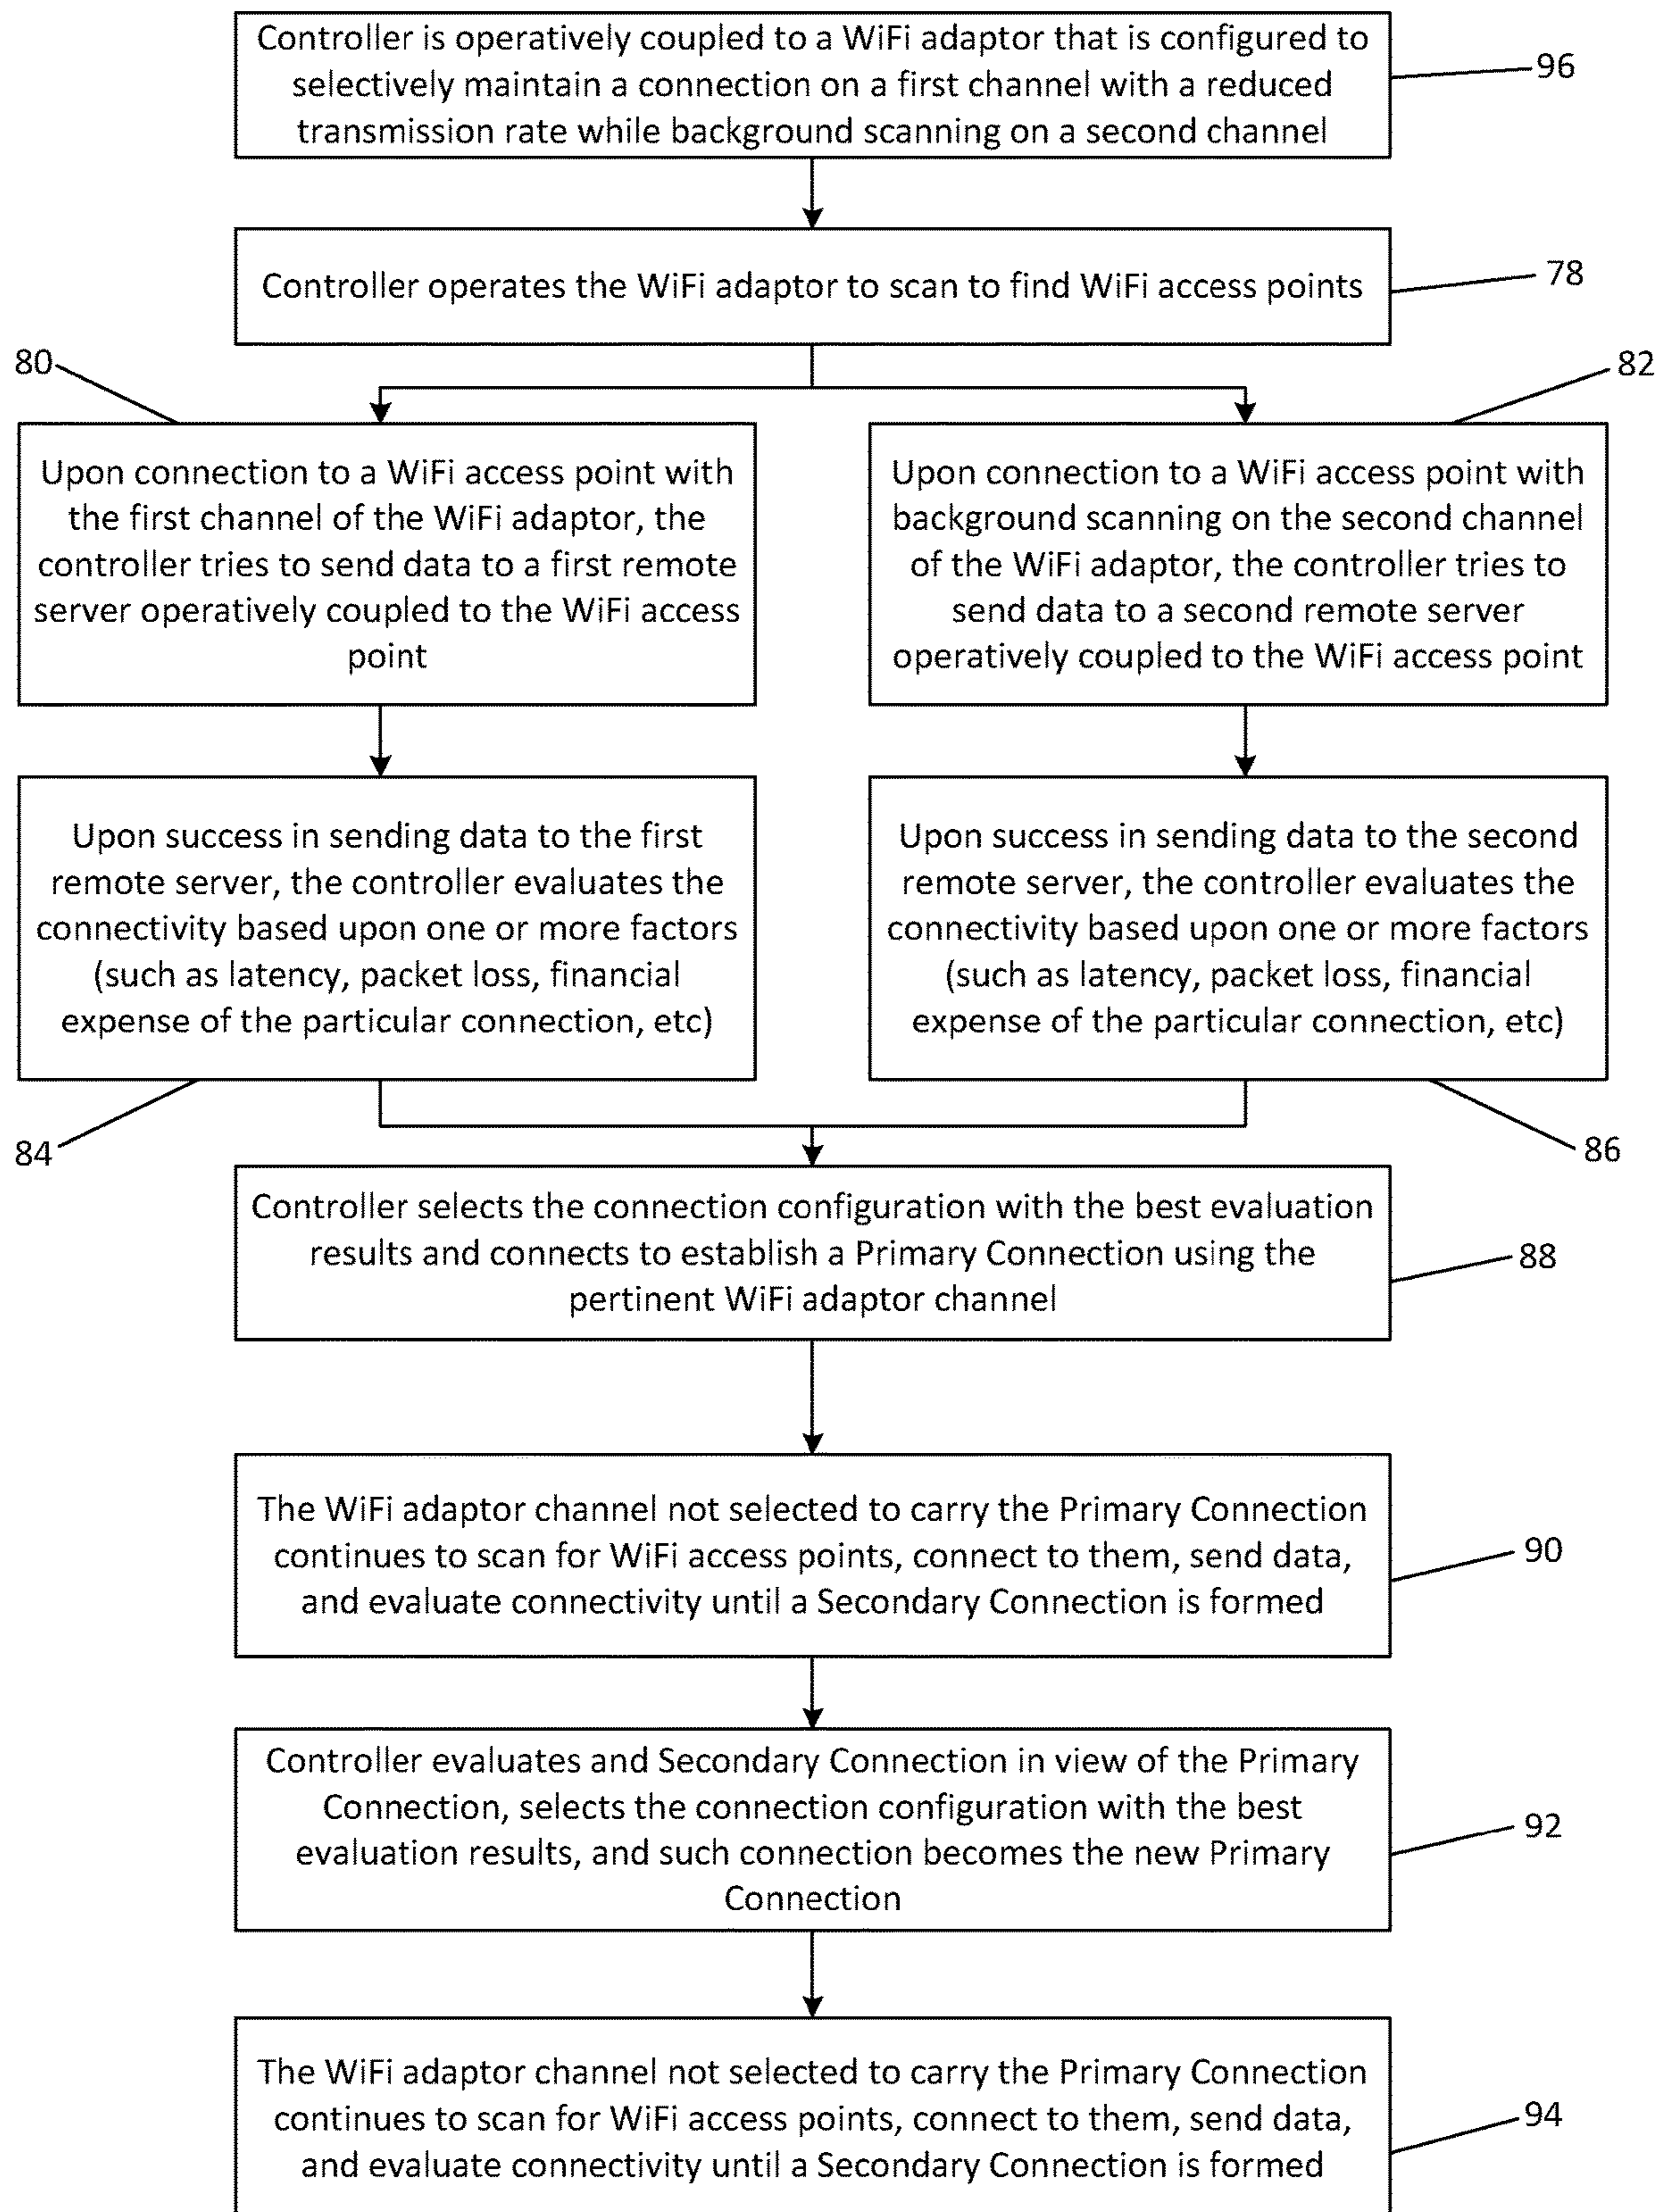 Controller is operatively coupled to a WiFi adaptor that is configured to
selectively maintain a connection on a first channel with a reduced
transmission rate while background scanning on a second channel
96
Controller operates the WiFi adaptor to scan to find WiFi access points
78
80
82
Upon connection to a WiFi access point with
the first channel of the WiFi adaptor, the
controller tries to send data to a first remote
server operatively coupled to the WiFi access
point
Upon connection to a WiFi access point with
background scanning on the second channel
of the WiFi adaptor, the controller tries to
send data to a second remote server
operatively coupled to the WiFi access point
Upon success in sending data to the first
remote server, the controller evaluates the
connectivity based upon one or more factors
(such as latency, packet loss, financial
expense of the particular connection, etc)
Upon success in sending data to the second
remote server, the controller evaluates the
connectivity based upon one or more factors
(such as latency, packet loss, financial
expense of the particular connection, etc)
84
86
Controller selects the connection configuration with the best evaluation
results and connects to establish a Primary Connection using the
pertinent WiFi adaptor channel
88
The WiFi adaptor channel not selected to carry the Primary Connection
continues to scan for WiFi access points, connect to them, send data,
and evaluate connectivity until a Secondary Connection is formed
90
Controller evaluates and Secondary Connection in view of the Primary
Connection, selects the connection configuration with the best
evaluation results, and such connection becomes the new Primary
Connection
92
The WiFi adaptor channel not selected to carry the Primary Connection
continues to scan for WiFi access points, connect to them, send data,
and evaluate connectivity until a Secondary Connection is formed
94